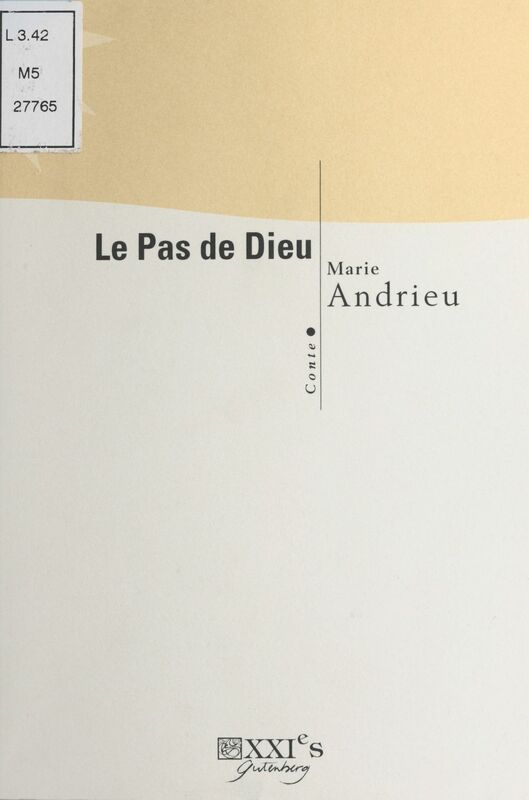 L 3.42
M5
27765
Le Pas de Dieu
Marie
Andrieu
Conte
XXIe S
Gutenberg